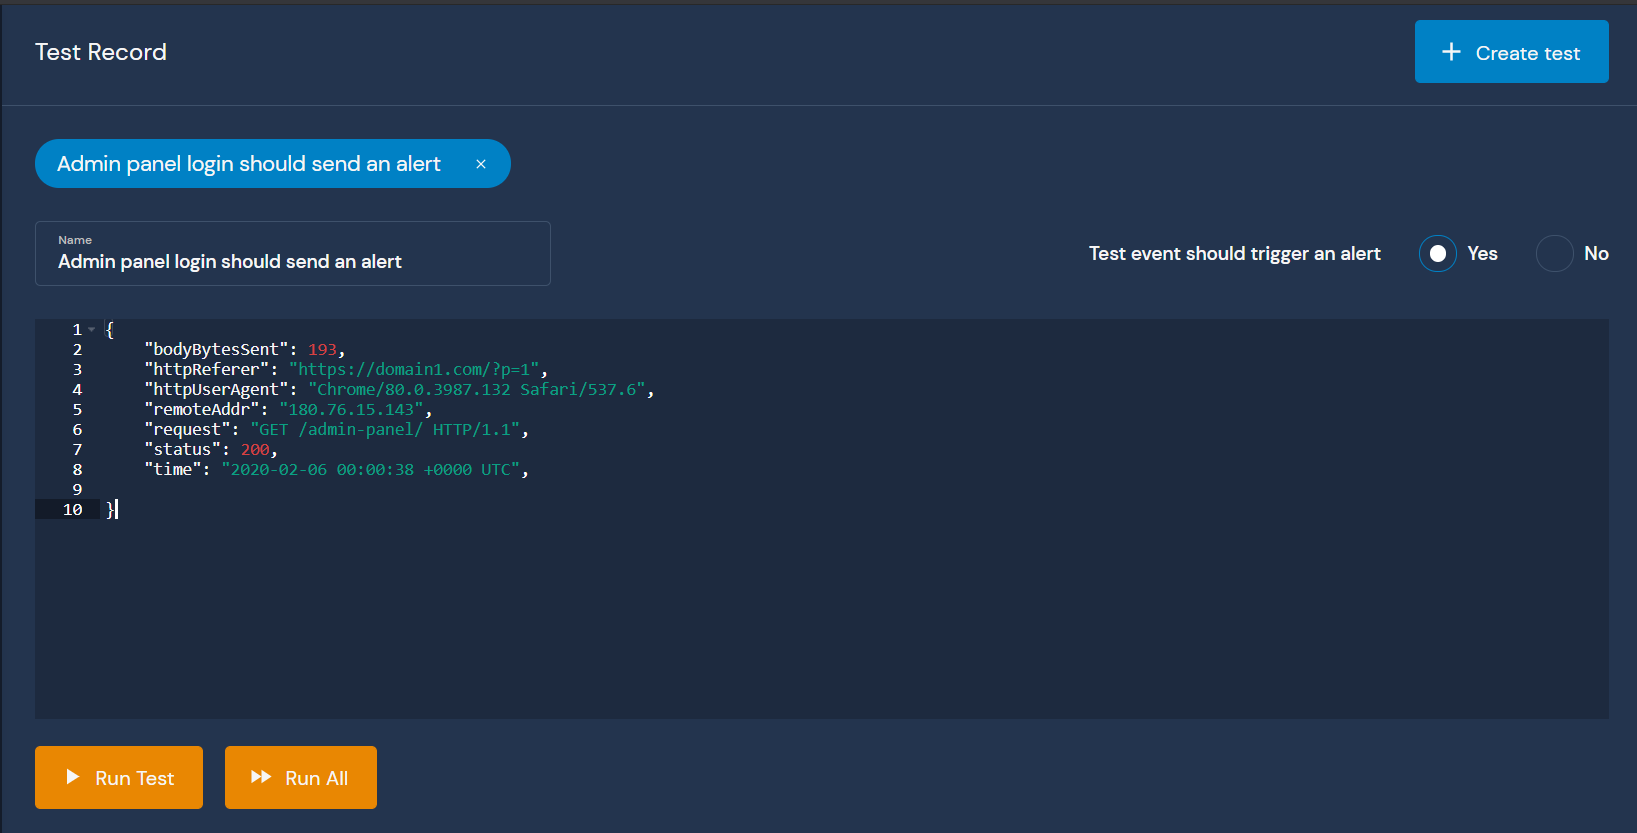 Test Record
+ Create test
Admin panel login should send an alert ×
Name
Admin panel login should send an alert
Test event should trigger an alert Yes No
1 {
2 "bodyBytesSent": 193,
3 "httpReferer": "https://domain1.com/?p=1",
4 "httpUserAgent": "Chrome/80.0.3987.132 Safari/537.6",
5 "remoteAddr": "180.76.15.143",
6 "request": "GET /admin-panel/ HTTP/1.1",
7 "status": 200,
8 "time": "2020-02-06 00:00:38 +0000 UTC",
9
10 }
Run Test Run All